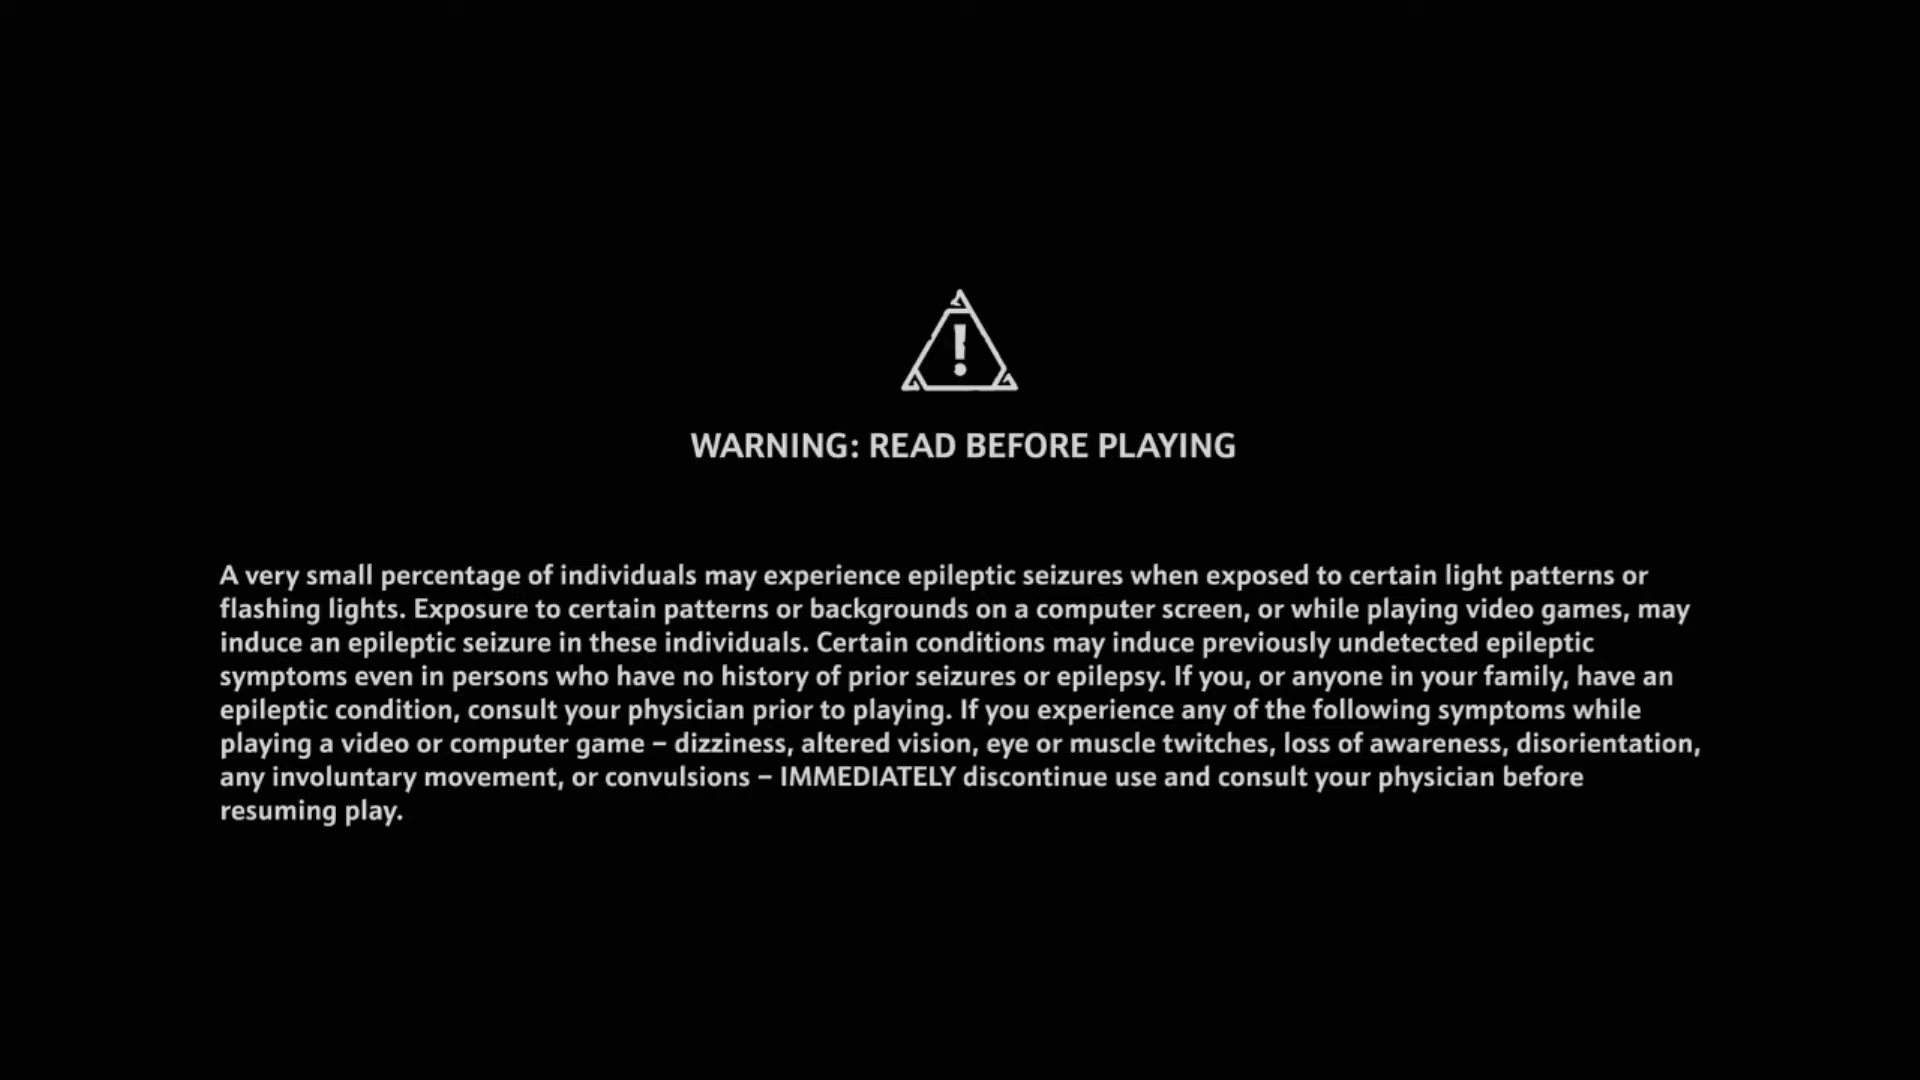 WARNING: READ BEFORE PLAYING
A very small percentage of individuals may experience epileptic seizures when exposed to certain light patterns or
flashing lights. Exposure to certain patterns or backgrounds on a computer screen, or while playing video games, may
induce an epileptic seizure in these individuals. Certain conditions may induce previously undetected epileptic
symptoms even in persons who have no history of prior seizures or epilepsy. If you, or anyone in your family, have an
epileptic condition, consult your physician prior to playing. If you experience any of the following symptoms while
playing a video or computer game – dizziness, altered vision, eye or muscle twitches, loss of awareness, disorientation,
any involuntary movement, or convulsions – IMMEDIATELY discontinue use and consult your physician before
resuming play.